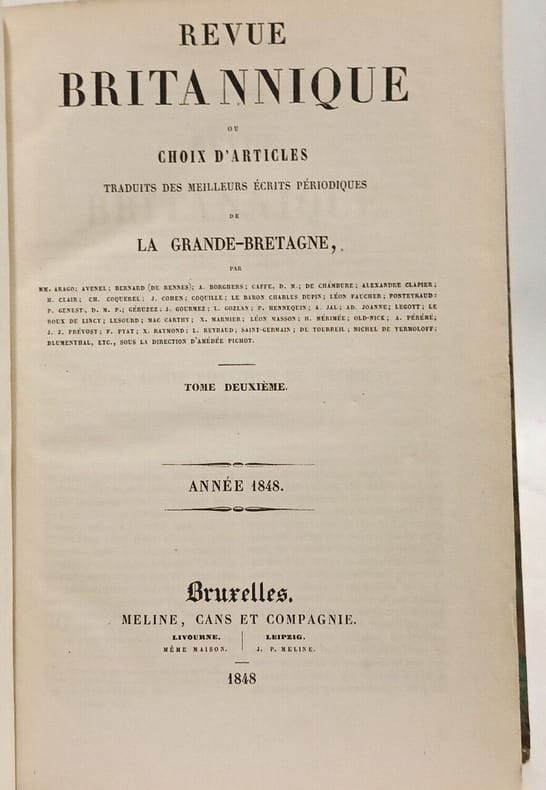 REVUE
BRITANNIQUE
OU
CHOIX D'ARTICLES
TRADUITS DES MEILLEURS ÉCRITS PÉRIODIQUES
DE
LA GRANDE-BRETAGNE,
PAR
MM. ARAGO; AVENEL; BERNARD (DE RENNES); A. BORGHERS; CAFFE, D. M.; DE CHAMBURE; ALEXANDRE CLAPIER;
H. CLAIR; CH. COQUEREL; J. COHEN; COQUILLE; LE BARON CHARLES DUPIN; LÉON FAUCHER; PONTEYRAUD;
P. GENEST, D. M. P.; GÉRUZEZ; J. GOURMEZ; L. GOZLAN; P. HENNEQUIN; A. JAL; AD. JOANNE; LEGOYT; LE
ROUX DE LINCY; LESOURD; MAC CARTHY; X. MARMIER; LÉON MASSON; H. MÉRIMÉE; OLD-NICK; A. PÉRÉMÉ;
J. J. PRÉVOST; F. PYAT; X. RAYMOND; L. REYBAUD; SAINT-GERMAIN; DE TOURREIL; MICHEL DE YERMOLOFF;
BLUMENTHAL, ETC., SOUS LA DIRECTION D'AMÉDÉE PICHOT.
TOME DEUXIÈME.
ANNÉE 1848.
Bruxelles.
MELINE, CANS ET COMPAGNIE.
LIVOURNE. LEIPZIG.
MÊME MAISON. J. P. MELINE.
1848